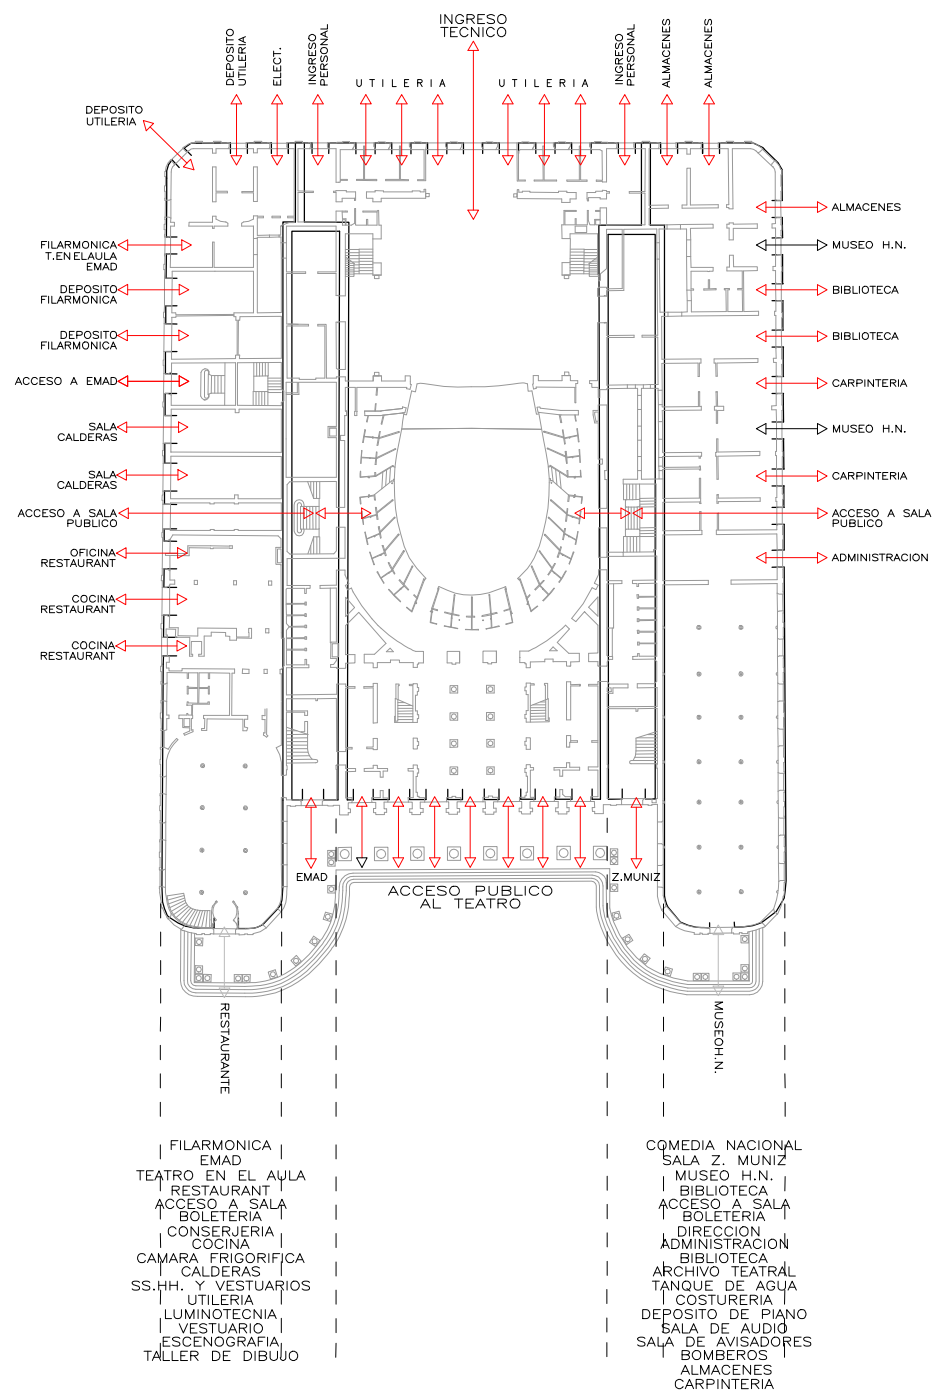 INGRESO
TECNICO
DEPOSITO
UTILERIA
ELECT.
INGRESO
PERSONAL
UTILERIA
UTILERIA
INGRESO
PERSONAL
ALMACENES
ALMACENES
DEPOSITO
UTILERIA
FILARMONICA
T.ENELAULA
EMAD
DEPOSITO
FILARMONICA
DEPOSITO
FILARMONICA
ACCESO A EMAD
SALA
CALDERAS
SALA
CALDERAS
ACCESO A SALA
PUBLICO
OFICINA
RESTAURANT
COCINA
RESTAURANT
COCINA
RESTAURANT
ALMACENES
MUSEO H.N.
BIBLIOTECA
BIBLIOTECA
CARPINTERIA
MUSEO H.N.
CARPINTERIA
ACCESO A SALA
PUBLICO
ADMINISTRACION
EMAD
ACCESO PUBLICO
AL TEATRO
Z.MUNIZ
RESTAURANTE
MUSEOH.N.
FILARMONICA
EMAD
TEATRO EN EL AULA
RESTAURANT
ACCESO A SALA
BOLETERIA
CONSERJERIA
COCINA
CAMARA FRIGORIFICA
CALDERAS
SS.HH. Y VESTUARIOS
UTILERIA
LUMINOTECNIA
VESTUARIO
ESCENOGRAFIA
TALLER DE DIBUJO
COMEDIA NACIONAL
SALA Z. MUNIZ
MUSEO H.N.
BIBLIOTECA
ACCESO A SALA
BOLETERIA
DIRECCION
ADMINISTRACION
BIBLIOTECA
ARCHIVO TEATRAL
TANQUE DE AGUA
COSTURERIA
DEPOSITO DE PIANO
SALA DE AUDIO
SALA DE AVISADORES
BOMBEROS
ALMACENES
CARPINTERIA